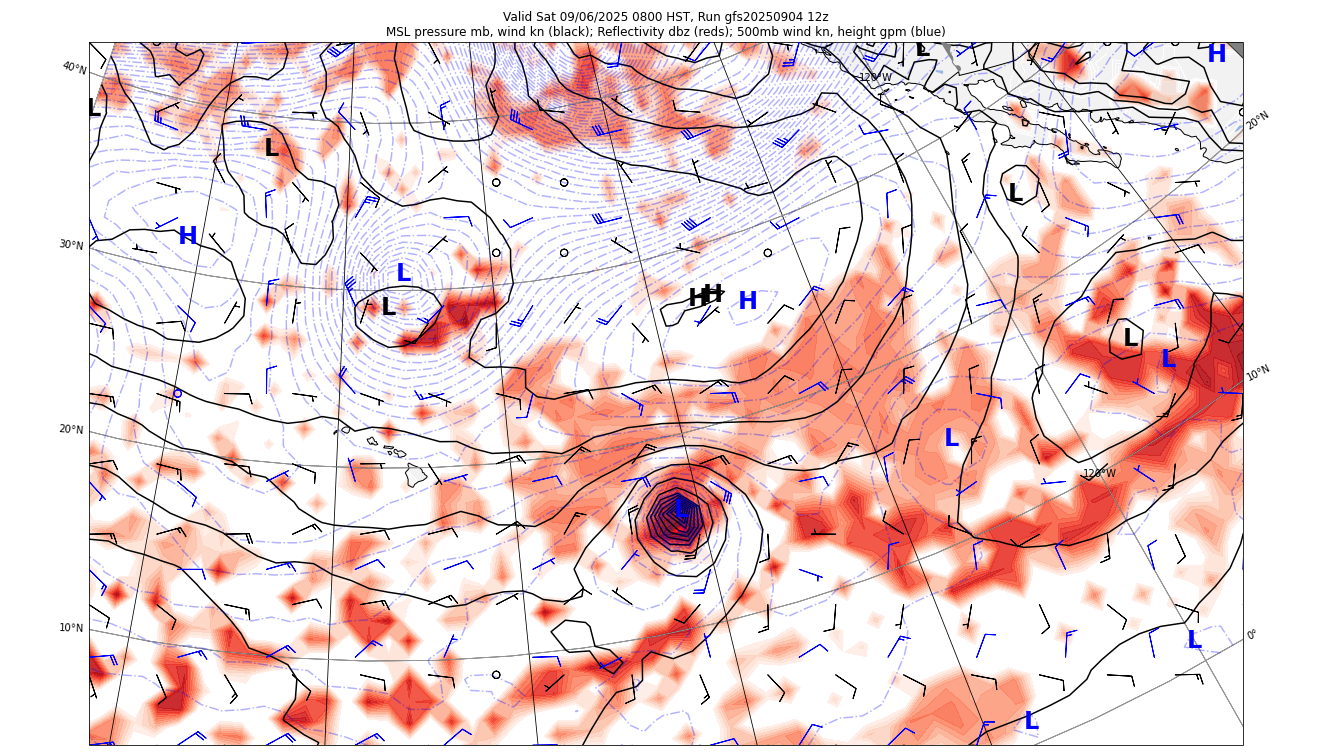 Valid Sat 09/06/2025 0800 HST, Run gfs20250904 12z
MSL pressure mb, wind kn (black); Reflectivity dbz (reds); 500mb wind kn, height gpm (blue)
L
H
40°N
120°W
L
20°N
L
L
H
30°N
L
H
H
H
L
L
L
10°N
20°N
L
120°W
L
10°N
0°
L
L